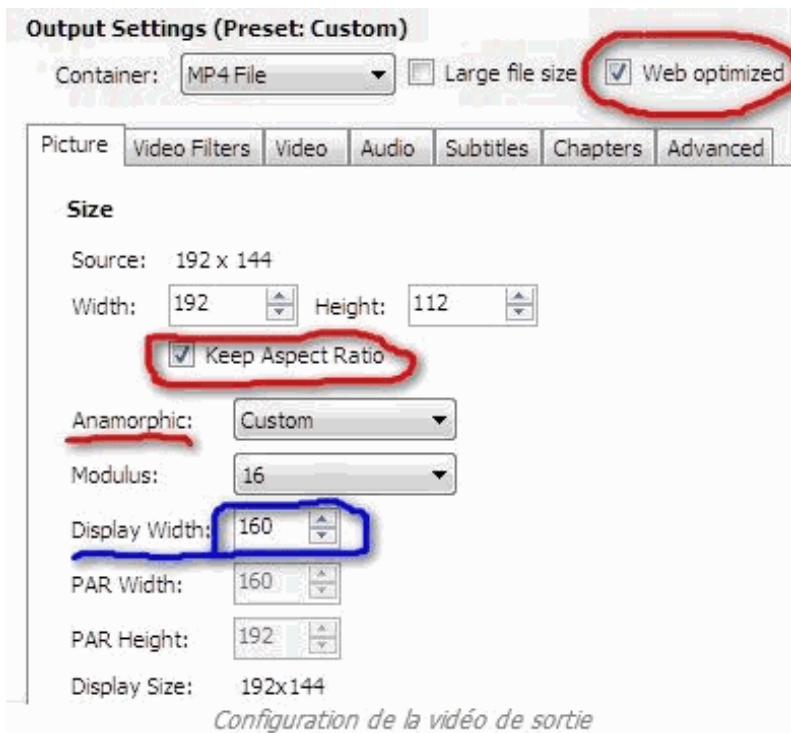 Output Settings (Preset: Custom)
Container: MP4 File Large file size Web optimized
Picture Video Filters Video Audio Subtitles Chapters Advanced
Size
Source: 192 x 144
Width: 192 Height: 112
Keep Aspect Ratio
Anamorphic: Custom
Modulus: 16
Display Width: 160
PAR Width: 160
PAR Height: 192
Display Size: 192x144
Configuration de la vidéo de sortie